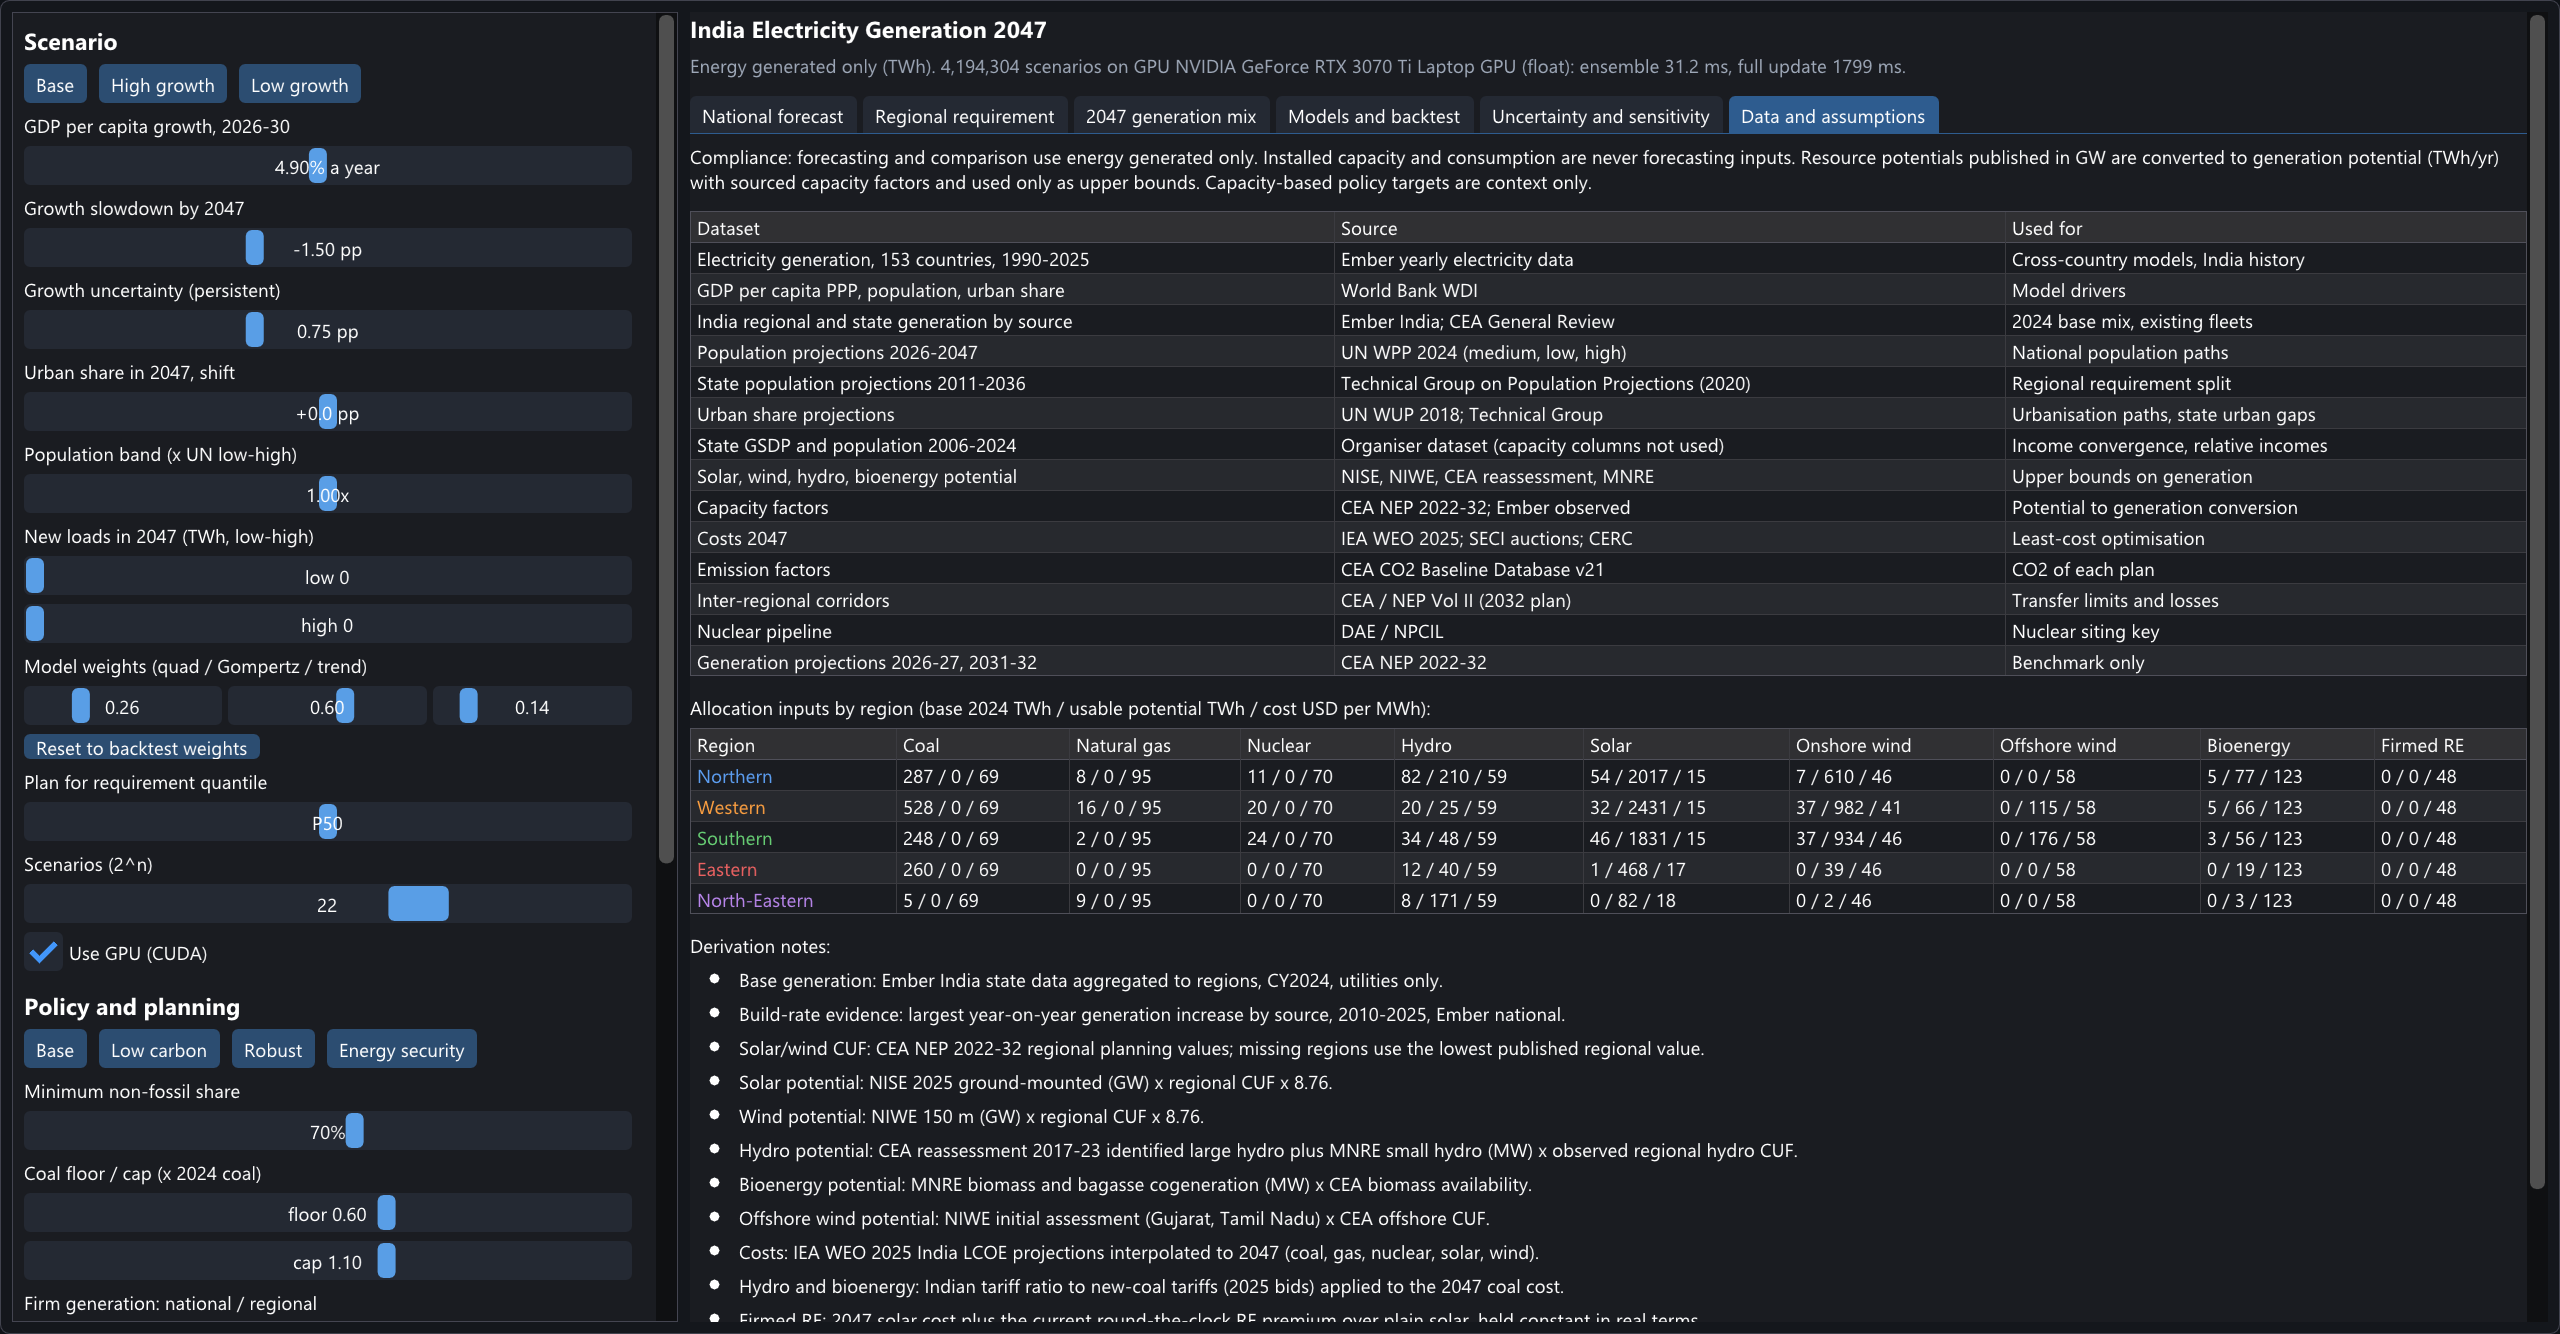 Scenario
Base High growth Low growth
GDP per capita growth, 2026-30
4.90% a year
Growth slowdown by 2047
-1.50 pp
Growth uncertainty (persistent)
0.75 pp
Urban share in 2047, shift
+0.0 pp
Population band (x UN low-high)
1.00x
New loads in 2047 (TWh, low-high)
low 0
high 0
Model weights (quad / Gompertz / trend)
0.26 0.60 0.14
Reset to backtest weights
Plan for requirement quantile
P50
Scenarios (2^n)
22
Use GPU (CUDA)
Policy and planning
Base Low carbon Robust Energy security
Minimum non-fossil share
70%
Coal floor / cap (x 2024 coal)
floor 0.60
cap 1.10
Firm generation: national / regional
India Electricity Generation 2047
Energy generated only (TWh). 4,194,304 scenarios on GPU NVIDIA GeForce RTX 3070 Ti Laptop GPU (float): ensemble 31.2 ms, full update 1799 ms.
National forecast Regional requirement 2047 generation mix Models and backtest Uncertainty and sensitivity Data and assumptions
Compliance: forecasting and comparison use energy generated only. Installed capacity and consumption are never forecasting inputs. Resource potentials published in GW are converted to generation potential (TWh/yr)
with sourced capacity factors and used only as upper bounds. Capacity-based policy targets are context only.
Dataset Source Used for
Electricity generation, 153 countries, 1990-2025 Ember yearly electricity data Cross-country models, India history
GDP per capita PPP, population, urban share World Bank WDI Model drivers
India regional and state generation by source Ember India; CEA General Review 2024 base mix, existing fleets
Population projections 2026-2047 UN WPP 2024 (medium, low, high) National population paths
State population projections 2011-2036 Technical Group on Population Projections (2020) Regional requirement split
Urban share projections UN WUP 2018; Technical Group Urbanisation paths, state urban gaps
State GSDP and population 2006-2024 Organiser dataset (capacity columns not used) Income convergence, relative incomes
Solar, wind, hydro, bioenergy potential NISE, NIWE, CEA reassessment, MNRE Upper bounds on generation
Capacity factors CEA NEP 2022-32; Ember observed Potential to generation conversion
Costs 2047 IEA WEO 2025; SECI auctions; CERC Least-cost optimisation
Emission factors CEA CO2 Baseline Database v21 CO2 of each plan
Inter-regional corridors CEA / NEP Vol II (2032 plan) Transfer limits and losses
Nuclear pipeline DAE / NPCIL Nuclear siting key
Generation projections 2026-27, 2031-32 CEA NEP 2022-32 Benchmark only
Allocation inputs by region (base 2024 TWh / usable potential TWh / cost USD per MWh):
Region Coal Natural gas Nuclear Hydro Solar Onshore wind Offshore wind Bioenergy Firmed RE
Northern 287 / 0 / 69 8 / 0 / 95 11 / 0 / 70 82 / 210 / 59 54 / 2017 / 15 7 / 610 / 46 0 / 0 / 58 5 / 77 / 123 0 / 0 / 48
Western 528 / 0 / 69 16 / 0 / 95 20 / 0 / 70 20 / 25 / 59 32 / 2431 / 15 37 / 982 / 41 0 / 115 / 58 5 / 66 / 123 0 / 0 / 48
Southern 248 / 0 / 69 2 / 0 / 95 24 / 0 / 70 34 / 48 / 59 46 / 1831 / 15 37 / 934 / 46 0 / 176 / 58 3 / 56 / 123 0 / 0 / 48
Eastern 260 / 0 / 69 0 / 0 / 95 0 / 0 / 70 12 / 40 / 59 1 / 468 / 17 0 / 39 / 46 0 / 0 / 58 0 / 19 / 123 0 / 0 / 48
North-Eastern 5 / 0 / 69 9 / 0 / 95 0 / 0 / 70 8 / 171 / 59 0 / 82 / 18 0 / 2 / 46 0 / 0 / 58 0 / 3 / 123 0 / 0 / 48
Derivation notes:
Base generation: Ember India state data aggregated to regions, CY2024, utilities only.
Build-rate evidence: largest year-on-year generation increase by source, 2010-2025, Ember national.
Solar/wind CUF: CEA NEP 2022-32 regional planning values; missing regions use the lowest published regional value.
Solar potential: NISE 2025 ground-mounted (GW) x regional CUF x 8.76.
Wind potential: NIWE 150 m (GW) x regional CUF x 8.76.
Hydro potential: CEA reassessment 2017-23 identified large hydro plus MNRE small hydro (MW) x observed regional hydro CUF.
Bioenergy potential: MNRE biomass and bagasse cogeneration (MW) x CEA biomass availability.
Offshore wind potential: NIWE initial assessment (Gujarat, Tamil Nadu) x CEA offshore CUF.
Costs: IEA WEO 2025 India LCOE projections interpolated to 2047 (coal, gas, nuclear, solar, wind).
Hydro and bioenergy: Indian tariff ratio to new-coal tariffs (2025 bids) applied to the 2047 coal cost.
Firmed RE: 2047 solar cost plus the current round-the-clock RE premium over plain solar, held constant in real terms.